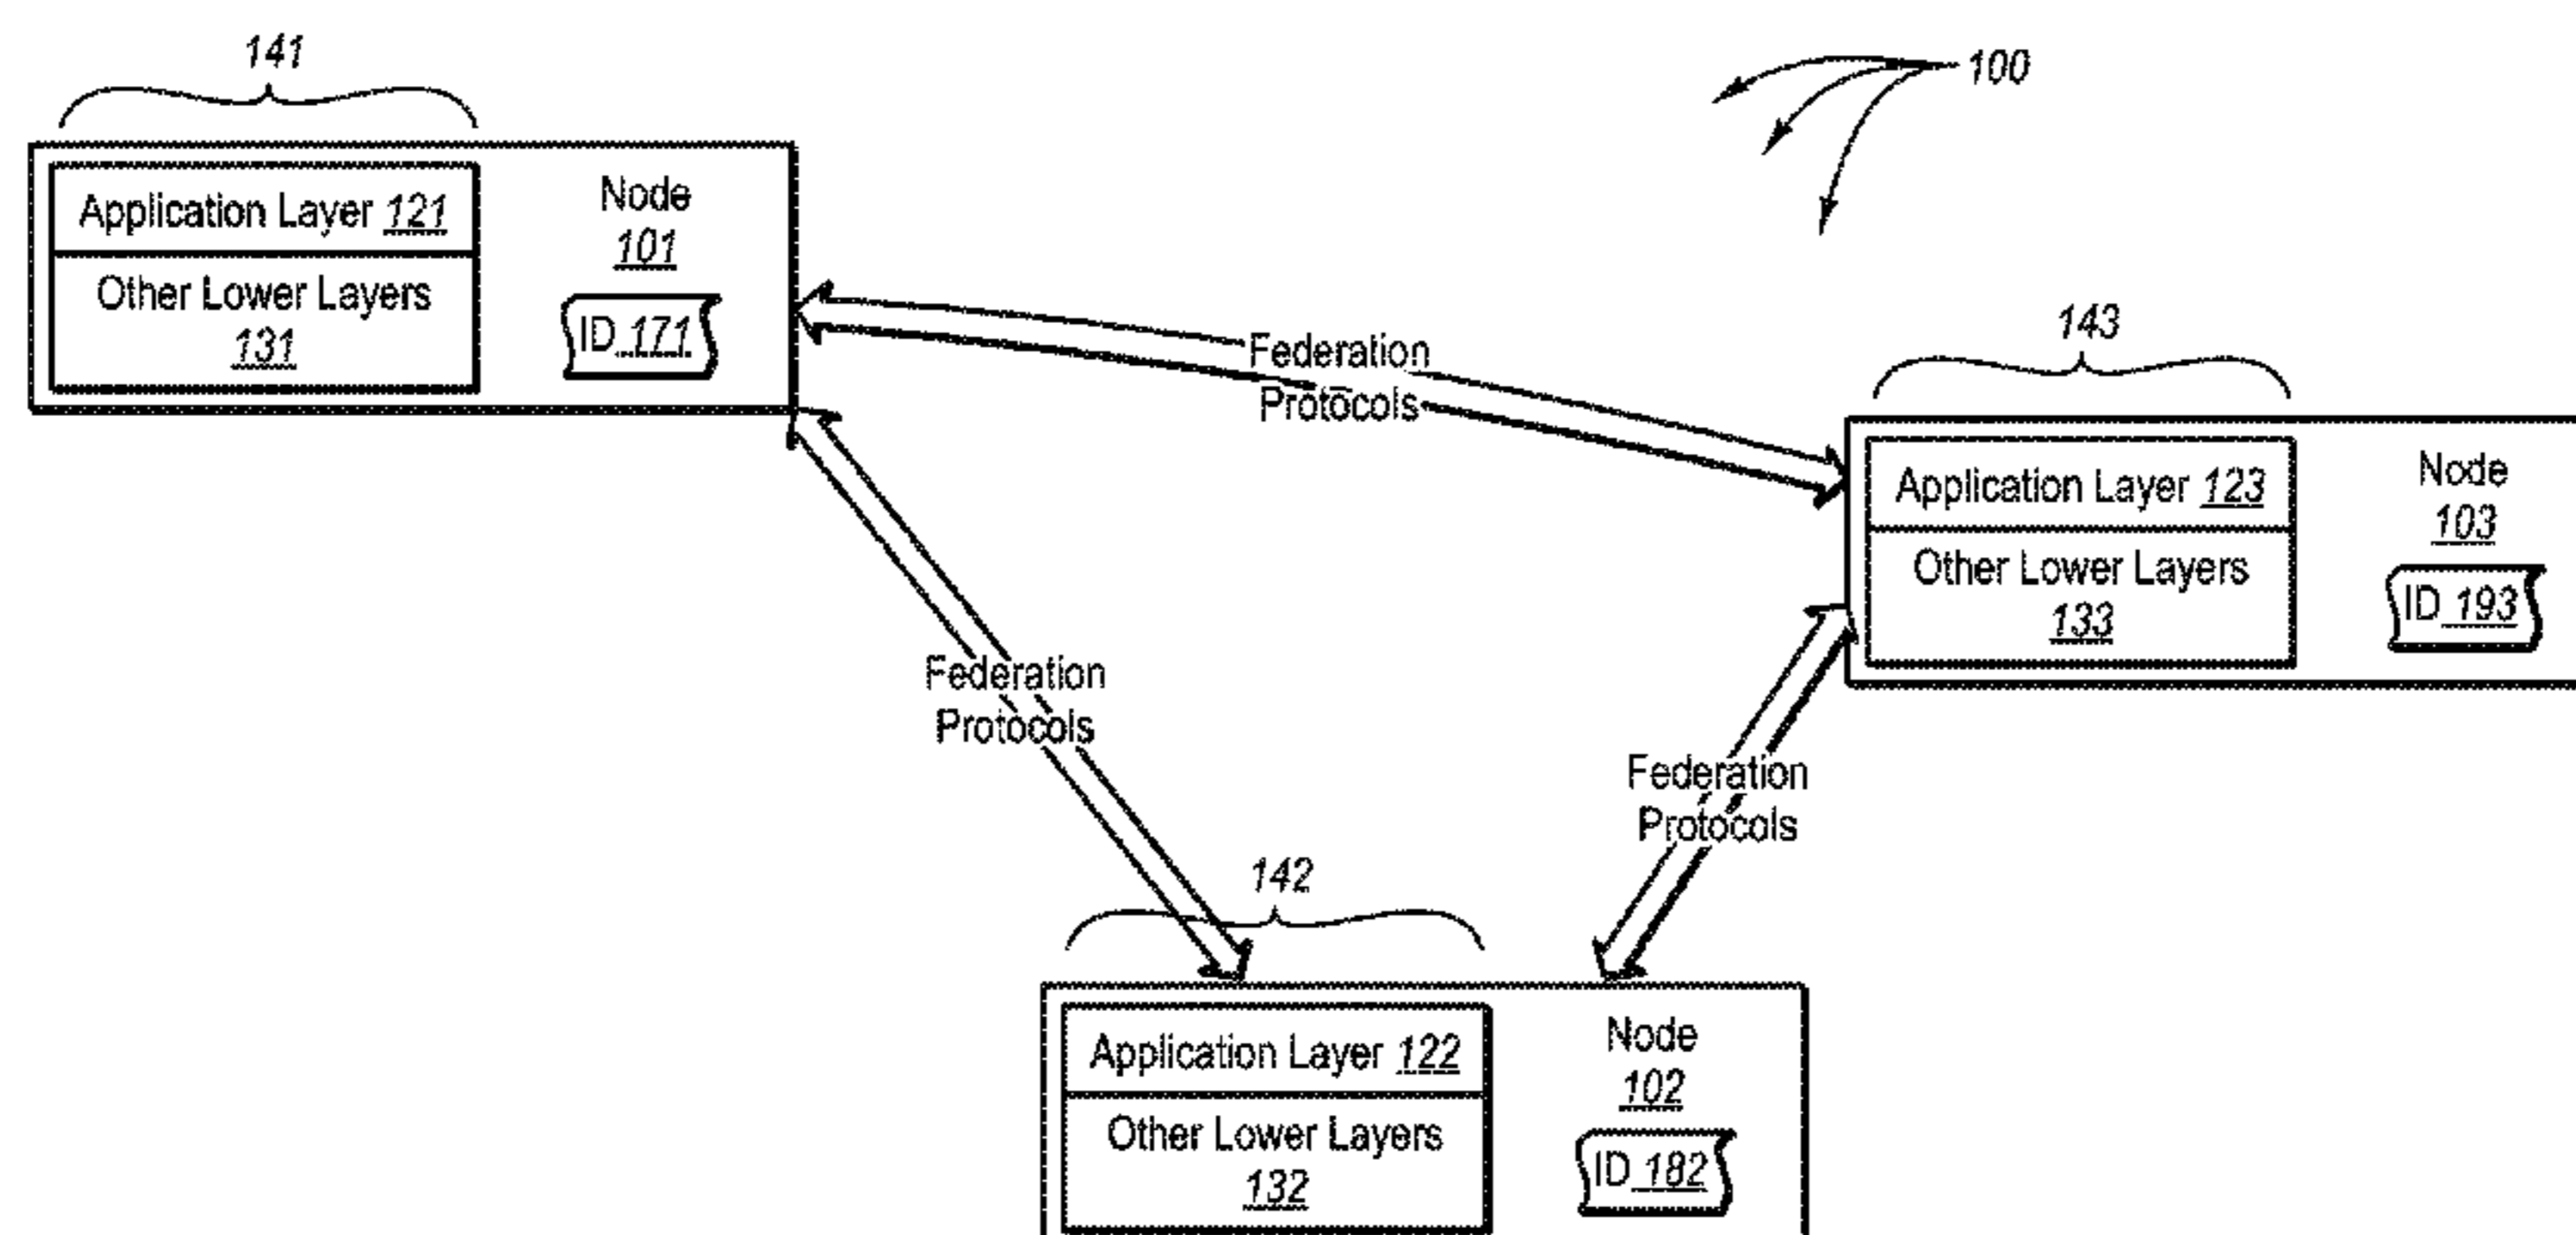 141
100
Application Layer 121
Node
101
Other Lower Layers
131
ID 171
Federation
Protocols
143
Application Layer 123
Node
103
Other Lower Layers
133
ID 193
Federation
Protocols
Federation
Protocols
142
Application Layer 122
Node
102
Other Lower Layers
132
ID 182